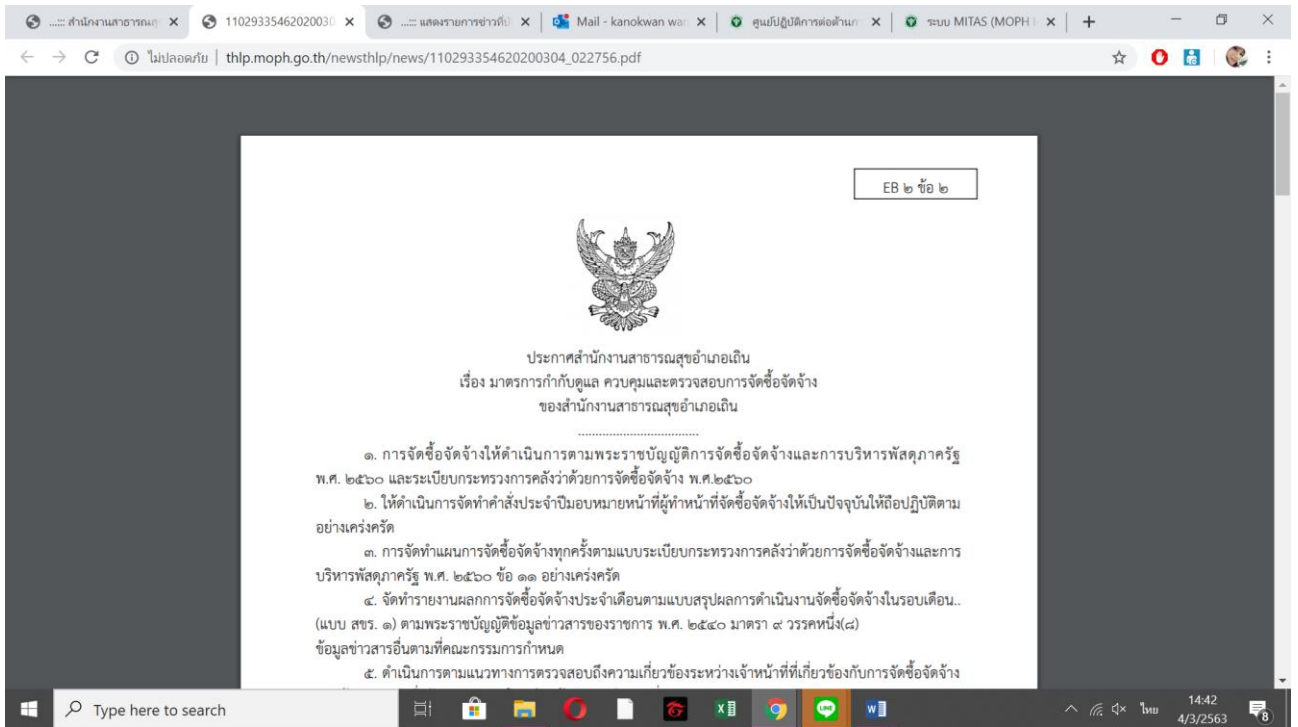 .....::: สำนักงานสาธารณสุข
11029335462020030
.....::: แสดงรายการข่าวที่
Mail - kanokwan wan
ศูนย์ปฏิบัติการต่อต้านการ
ระบบ MITAS (MOPH
ไม่ปลอดภัย | thlp.moph.go.th/newsthlp/news/110293354620200304_022756.pdf
EB ๒ ข้อ ๒
ประกาศสำนักงานสาธารณสุขอำเภอเถิน
เรื่อง มาตรการกำกับดูแล ควบคุมและตรวจสอบการจัดซื้อจัดจ้าง
ของสำนักงานสาธารณสุขอำเภอเถิน
...................................
๑. การจัดซื้อจัดจ้างให้ดำเนินการตามพระราชบัญญัติการจัดซื้อจัดจ้างและการบริหารพัสดุภาครัฐ
พ.ศ. ๒๕๖๐ และระเบียบกระทรวงการคลังว่าด้วยการจัดซื้อจัดจ้าง พ.ศ.๒๕๖๐
๒. ให้ดำเนินการจัดทำคำสั่งประจำปีมอบหมายหน้าที่ผู้ทำหน้าที่จัดซื้อจัดจ้างให้เป็นปัจจุบันให้ถือปฏิบัติตาม
อย่างเคร่งครัด
๓. การจัดทำแผนการจัดซื้อจัดจ้างทุกครั้งตามแบบระเบียบกระทรวงการคลังว่าด้วยการจัดซื้อจัดจ้างและการ
บริหารพัสดุภาครัฐ พ.ศ. ๒๕๖๐ ข้อ ๑๑ อย่างเคร่งครัด
๔. จัดทำรายงานผลกการจัดซื้อจัดจ้างประจำเดือนตามแบบสรุปผลการดำเนินงานจัดซื้อจัดจ้างในรอบเดือน..
(แบบ สขร. ๑) ตามพระราชบัญญัติข้อมูลข่าวสารของราชการ พ.ศ. ๒๕๔๐ มาตรา ๙ วรรคหนึ่ง(๘)
ข้อมูลข่าวสารอื่นตามที่คณะกรรมการกำหนด
๕. ดำเนินการตามแนวทางการตรวจสอบถึงความเกี่ยวข้องระหว่างเจ้าหน้าที่ที่เกี่ยวข้องกับการจัดซื้อจัดจ้าง
Type here to search
ไทย
14:42
4/3/2563
8